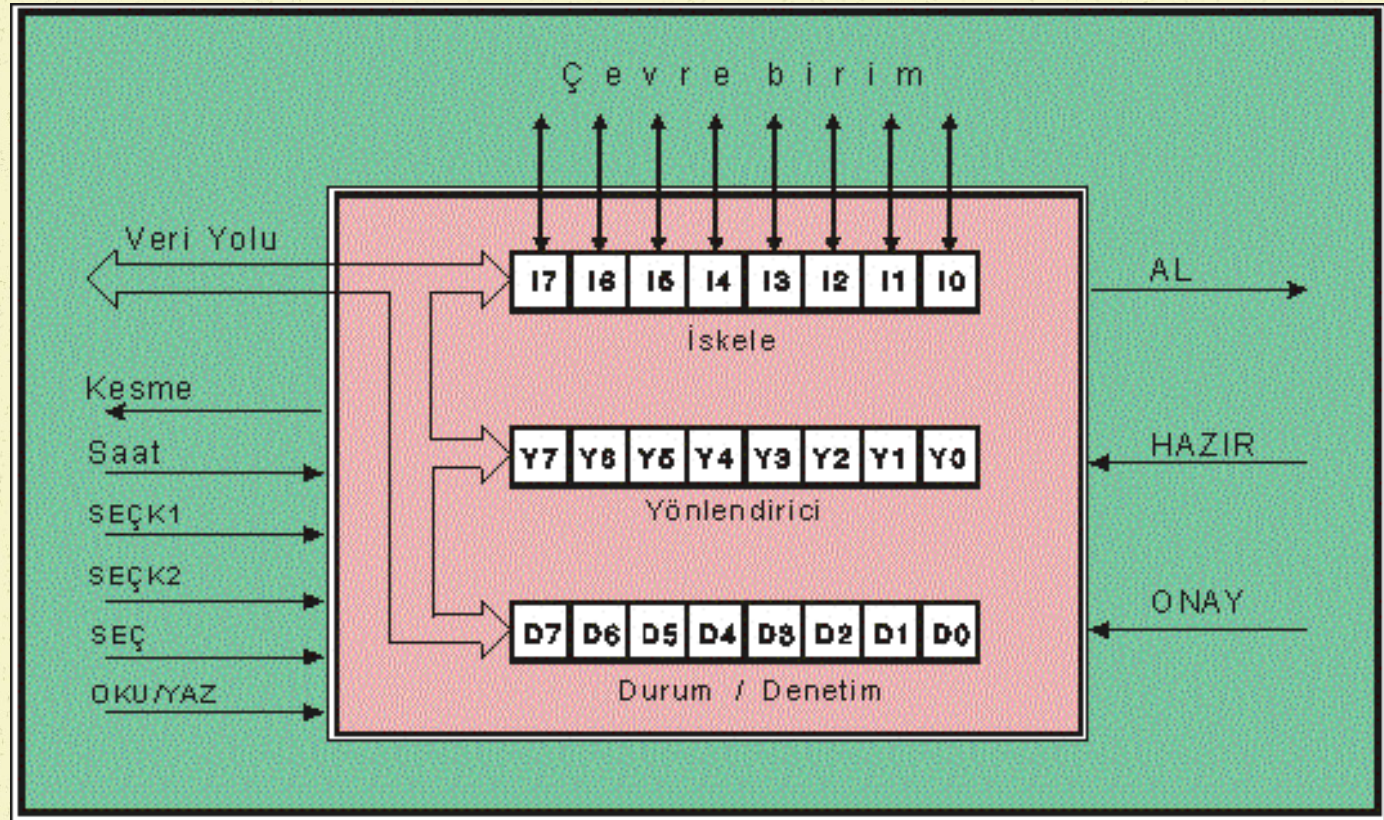 Çevre birim
Veri Yolu
I7 I6 I5 I4 I3 I2 I1 I0
AL
İskele
Kesme
Saat
Y7 Y6 Y5 Y4 Y3 Y2 Y1 Y0
HAZIR
Yönlendirici
SEÇK1
SEÇK2
ONAY
SEÇ
D7 D6 D5 D4 D3 D2 D1 D0
OKU/YAZ
Durum / Denetim